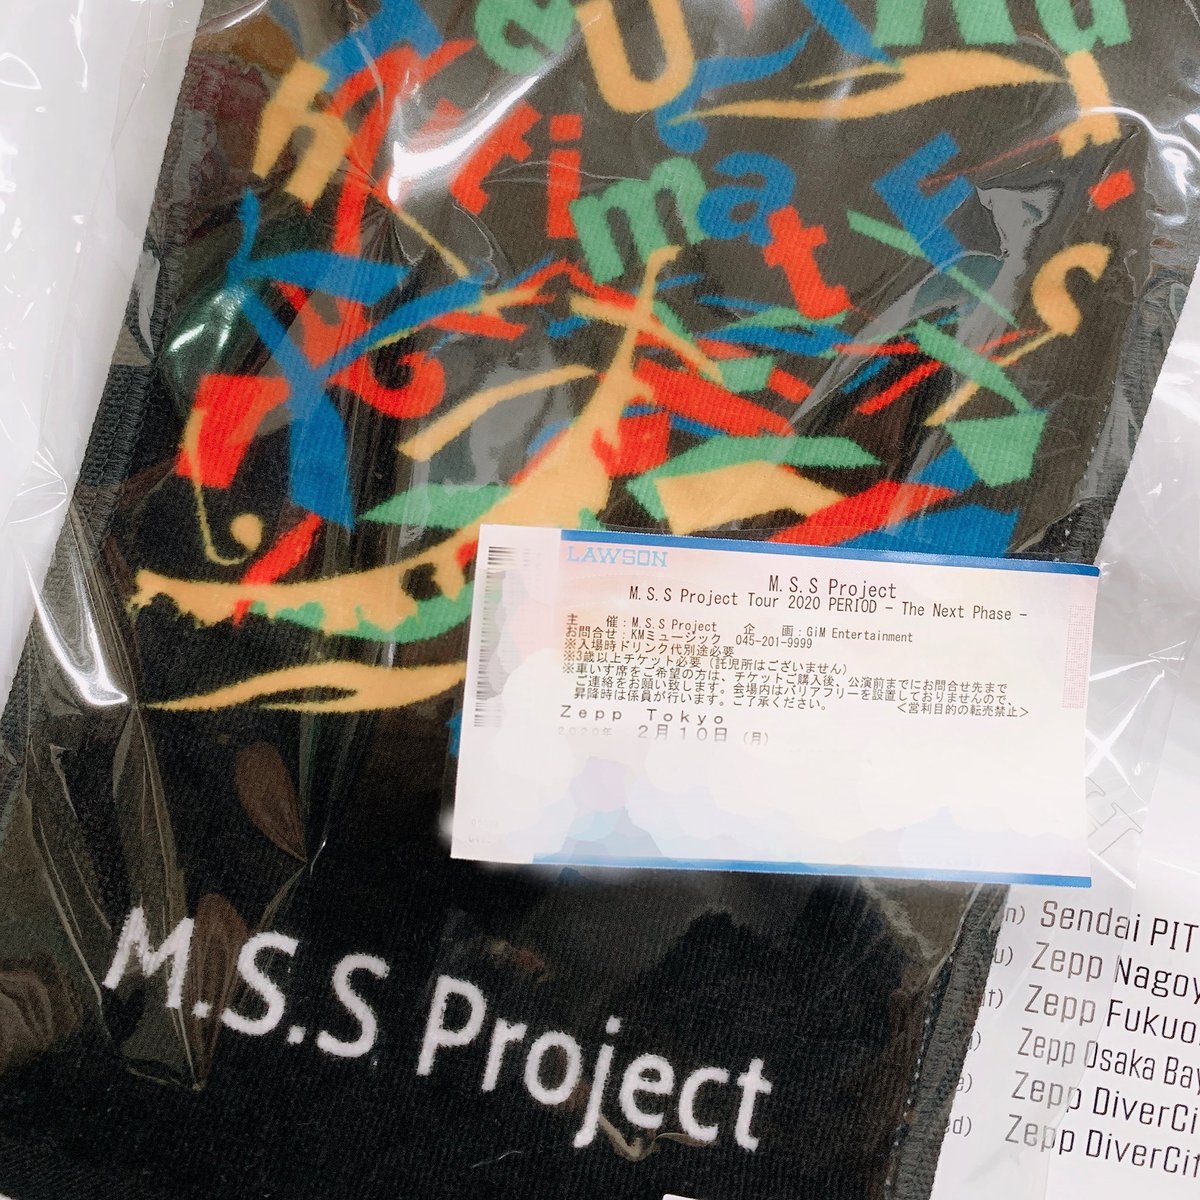 timat
M.S.S Project
LAWSON
M.S.S Project
M.S.S Project Tour 2020 PERIOD - The Next Phase -
主　催:M.S.S Project　企　画:GiM Entertainment
お問合せ:KMミュージック　045-201-9999
※入場時ドリンク代別途必要
※3歳以上チケット必要(託児所はございません)
※車いす席をご希望の方は、チケットご購入後、公演前までにお問合せ先まで
ご連絡をお願い致します。会場内はバリアフリーを設置しておりませんので、
昇降時は係員が行います。ご了承ください。　<営利目的の転売禁止>
Zepp Tokyo
2020年　2月10日(月)
Sendai PIT
Zepp Nagoy
Zepp Fukuo
Zepp Osaka Bay
Zepp DiverCi
Zepp DiverCit